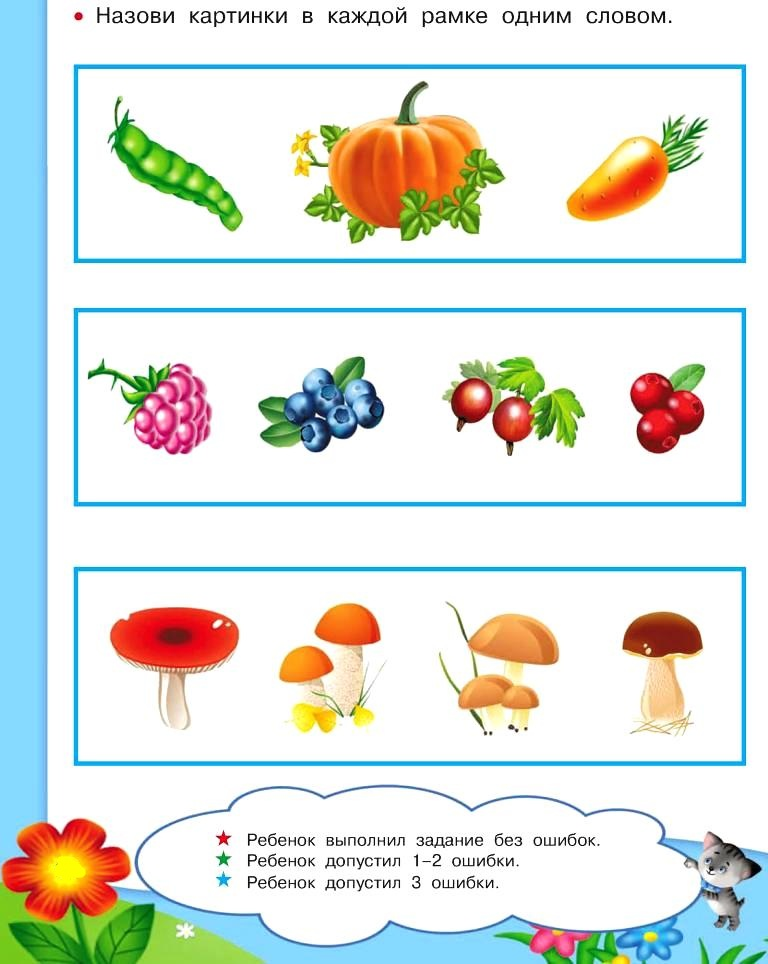 • Назови картинки в каждой рамке одним словом.
★ Ребенок выполнил задание без ошибок.
★ Ребенок допустил 1–2 ошибки.
★ Ребенок допустил 3 ошибки.